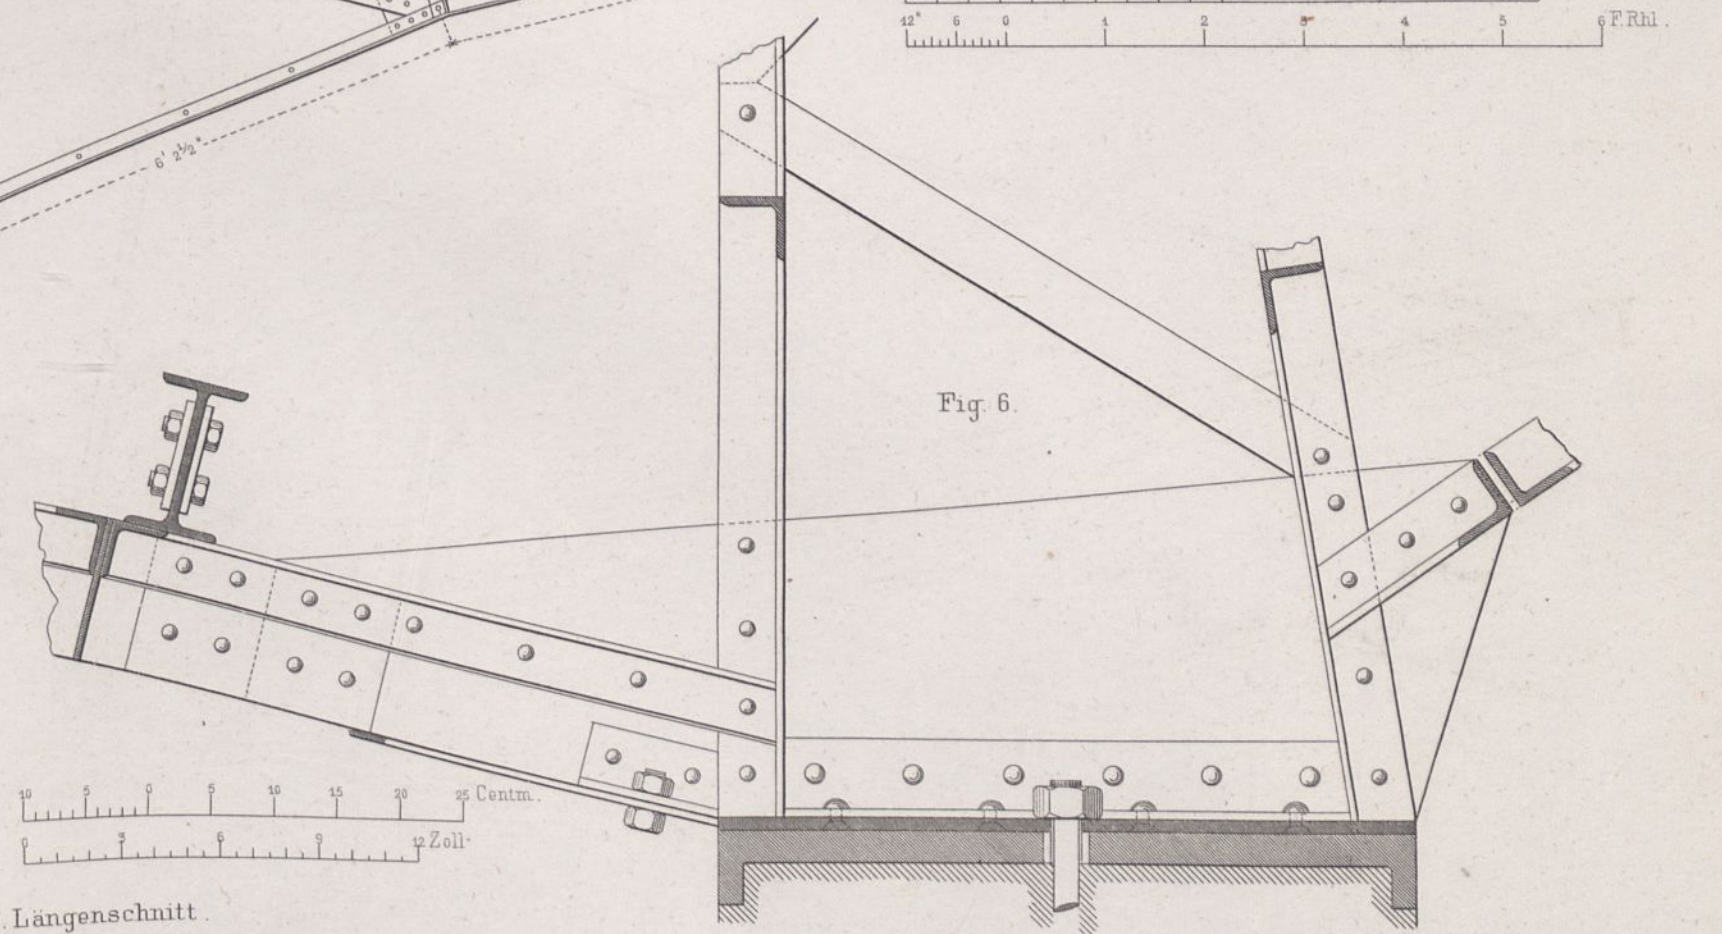 12" 6 0 1 2 3 4 5 6 F. Rhl.
6' 2½"
Fig. 6.
10 5 0 5 10 15 20 25 Centm.
0 3 6 9 12 Zoll.
. Längenschnitt.